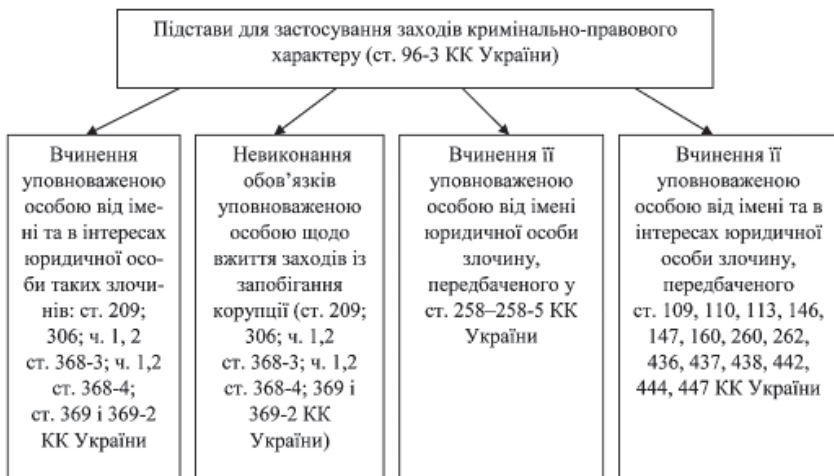 Підстави для застосування заходів кримінально-правового
характеру (ст. 96-3 КК України)
Вчинення
уповноваженою
особою від іме-
ні та в інтересах
юридичної осо-
би таких злочи-
нів: ст. 209;
306; ч. 1, 2
ст. 368-3; ч. 1,2
ст. 368-4;
ст. 369 і 369-2
КК України
Невиконання
обов’язків
уповноваженою
особою щодо
вжиття заходів із
запобігання
корупції (ст. 209;
306; ч. 1,2
ст. 368-3; ч. 1,2
ст. 368-4; 369 і
369-2 КК
України)
Вчинення її
уповноваженою
особою від імені
юридичної особи
злочину,
передбаченого у
ст. 258–258-5 КК
України
Вчинення її
уповноваженою
особою від імені та в
інтересах юридичної
особи злочину,
передбаченого
ст. 109, 110, 113, 146,
147, 160, 260, 262,
436, 437, 438, 442,
444, 447 КК України